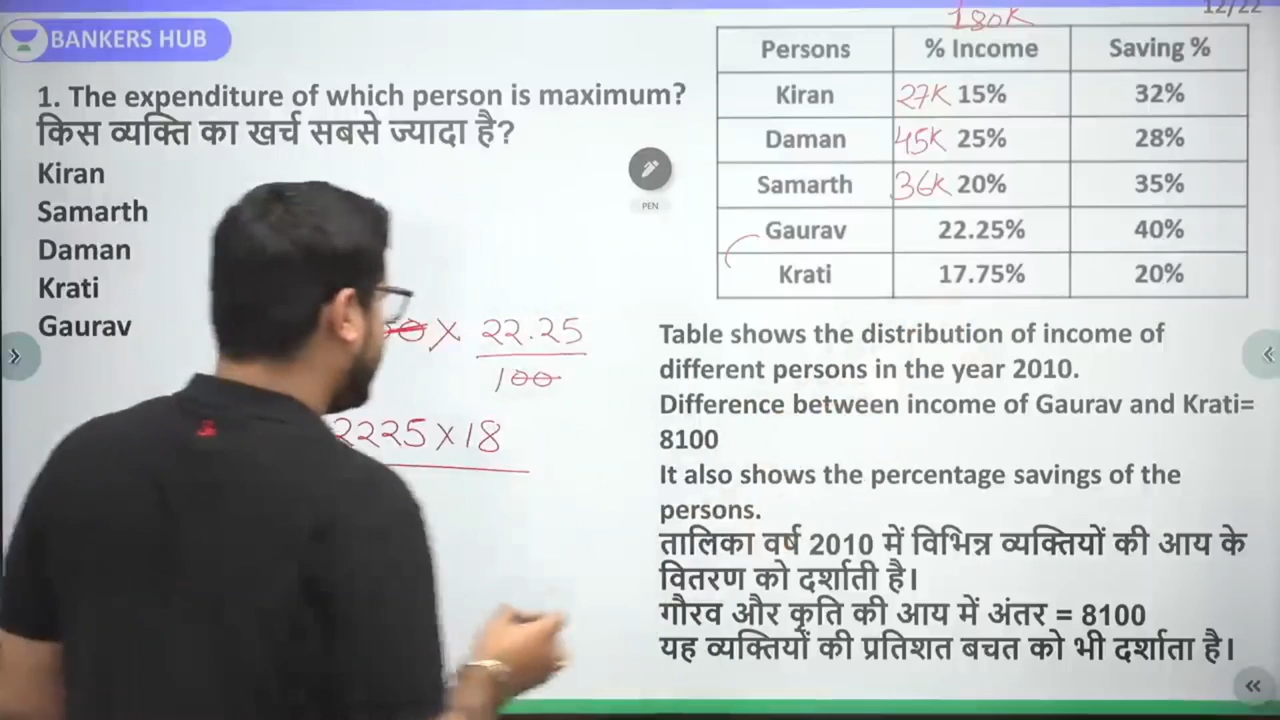 12/22
BANKERS HUB
180K
1. The expenditure of which person is maximum?
किस व्यक्ति का खर्च सबसे ज्यादा है?
Kiran
Samarth
Daman
Krati
Gaurav
PEN
Persons % Income Saving %
Kiran 27K 15% 32%
Daman 45K 25% 28%
Samarth 36K 20% 35%
Gaurav 22.25% 40%
Krati 17.75% 20%
X 22.25
100
2225 X 18
Table shows the distribution of income of
different persons in the year 2010.
Difference between income of Gaurav and Krati=
8100
It also shows the percentage savings of the
persons.
तालिका वर्ष 2010 में विभिन्न व्यक्तियों की आय के
वितरण को दर्शाती है।
गौरव और कृति की आय में अंतर = 8100
यह व्यक्तियों की प्रतिशत बचत को भी दर्शाता है।